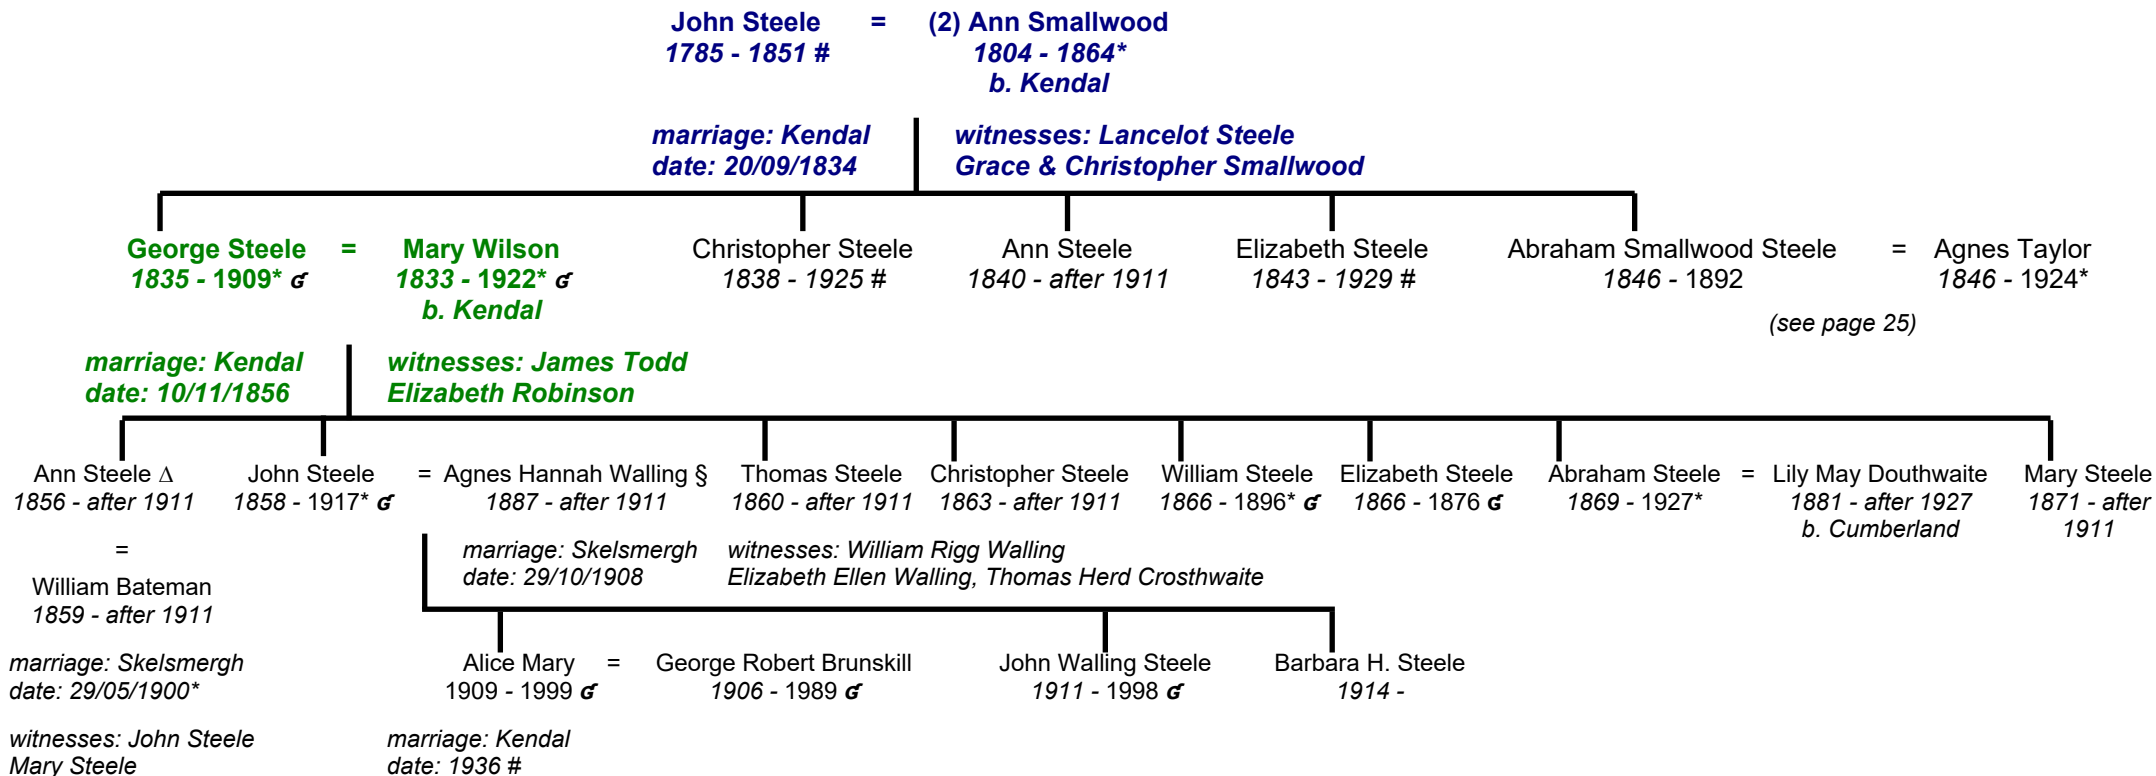 John Steele = (2) Ann Smallwood
1785 - 1851 # 1804 - 1864*
b. Kendal
marriage: Kendal witnesses: Lancelot Steele
date: 20/09/1834 Grace & Christopher Smallwood
George Steele = Mary Wilson Christopher Steele Ann Steele Elizabeth Steele Abraham Smallwood Steele = Agnes Taylor
1835 - 1909* G 1833 - 1922* G 1838 - 1925 # 1840 - after 1911 1843 - 1929 # 1846 - 1892 1846 - 1924*
b. Kendal
(see page 25)
marriage: Kendal witnesses: James Todd
date: 10/11/1856 Elizabeth Robinson
Ann Steele Δ John Steele = Agnes Hannah Walling § Thomas Steele Christopher Steele William Steele Elizabeth Steele Abraham Steele = Lily May Douthwaite Mary Steele
1856 - after 1911 1858 - 1917* G 1887 - after 1911 1860 - after 1911 1863 - after 1911 1866 - 1896* G 1866 - 1876 G 1869 - 1927* 1881 - after 1927 1871 - after
b. Cumberland 1911
= marriage: Skelsmergh witnesses: William Rigg Walling
date: 29/10/1908 Elizabeth Ellen Walling, Thomas Herd Crosthwaite
William Bateman
1859 - after 1911
marriage: Skelsmergh Alice Mary = George Robert Brunskill John Walling Steele Barbara H. Steele
date: 29/05/1900* 1909 - 1999 G 1906 - 1989 G 1911 - 1998 G 1914 -
witnesses: John Steele marriage: Kendal
Mary Steele date: 1936 #